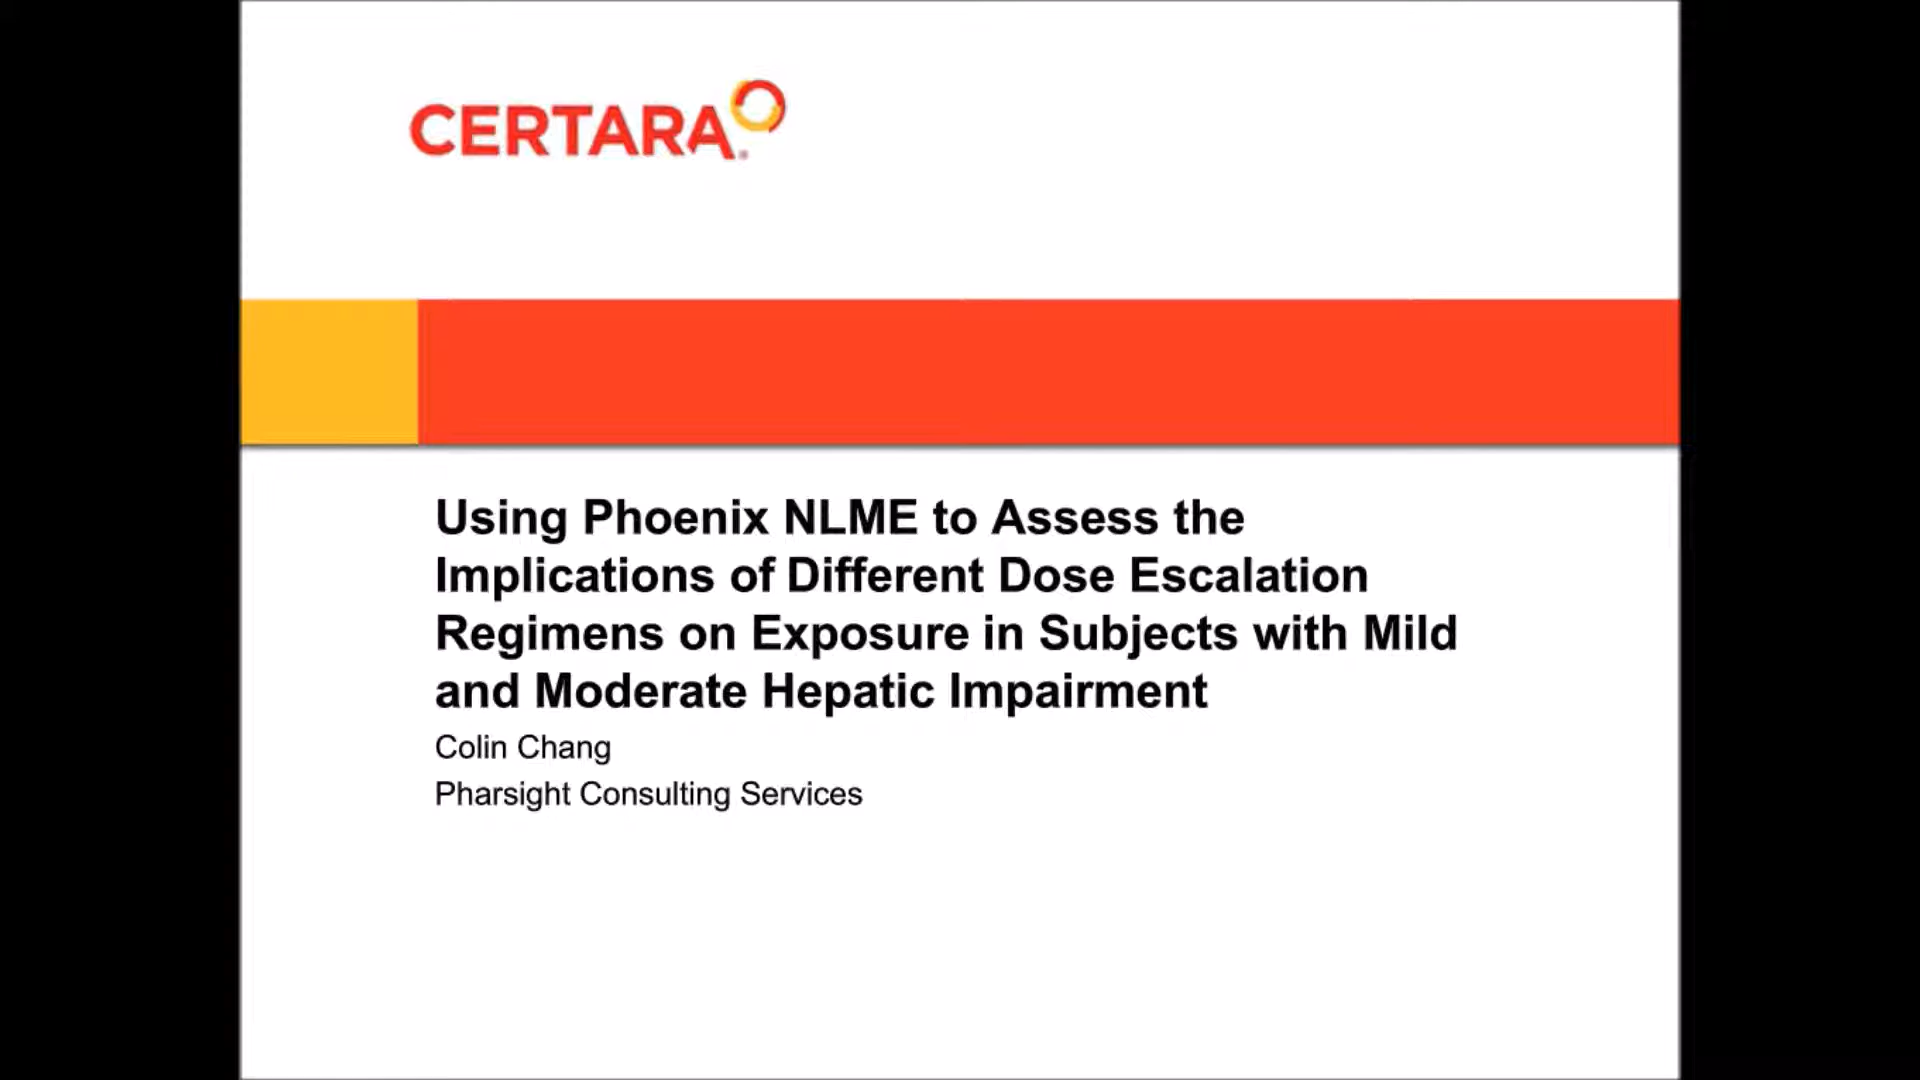 CERTARA®
Using Phoenix NLME to Assess the
Implications of Different Dose Escalation
Regimens on Exposure in Subjects with Mild
and Moderate Hepatic Impairment
Colin Chang
Pharsight Consulting Services